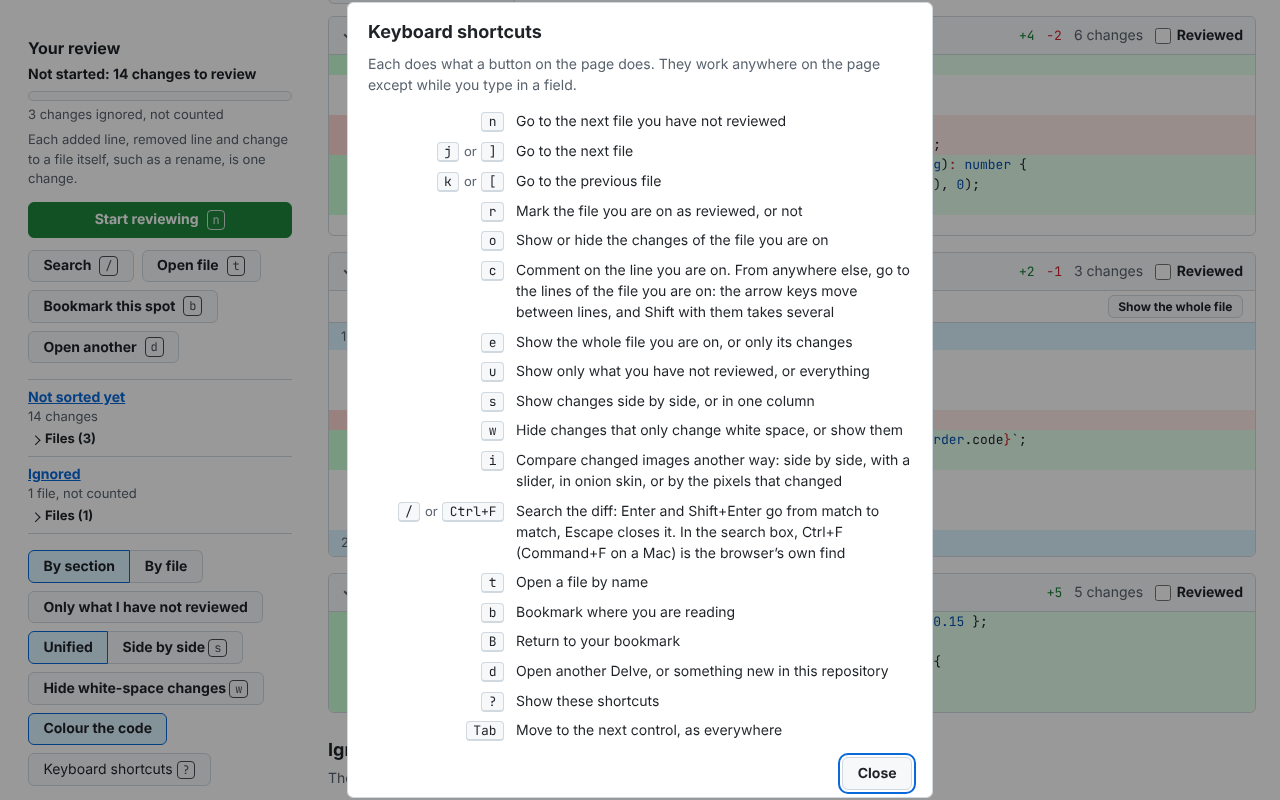 Your review
Not started: 14 changes to review
3 changes ignored, not counted
Each added line, removed line and change
to a file itself, such as a rename, is one
change.
Start reviewing n
Search / Open file t
Bookmark this spot b
Open another d
Not sorted yet
14 changes
Files (3)
Ignored
1 file, not counted
Files (1)
By section By file
Only what I have not reviewed
Unified Side by side s
Hide white-space changes w
Colour the code
Keyboard shortcuts ?
Keyboard shortcuts
Each does what a button on the page does. They work anywhere on the page
except while you type in a field.
n Go to the next file you have not reviewed
j or ] Go to the next file
k or [ Go to the previous file
r Mark the file you are on as reviewed, or not
o Show or hide the changes of the file you are on
c Comment on the line you are on. From anywhere else, go to
the lines of the file you are on: the arrow keys move
between lines, and Shift with them takes several
e Show the whole file you are on, or only its changes
u Show only what you have not reviewed, or everything
s Show changes side by side, or in one column
w Hide changes that only change white space, or show them
i Compare changed images another way: side by side, with a
slider, in onion skin, or by the pixels that changed
/ or Ctrl+F Search the diff: Enter and Shift+Enter go from match to
match, Escape closes it. In the search box, Ctrl+F
(Command+F on a Mac) is the browser’s own find
t Open a file by name
b Bookmark where you are reading
B Return to your bookmark
d Open another Delve, or something new in this repository
? Show these shortcuts
Tab Move to the next control, as everywhere
Close
+4 -2 6 changes Reviewed
;
g): number {
), 0);
+2 -1 3 changes Reviewed
Show the whole file
1
rder.code}`;
2
+5 5 changes Reviewed
0.15 };
{